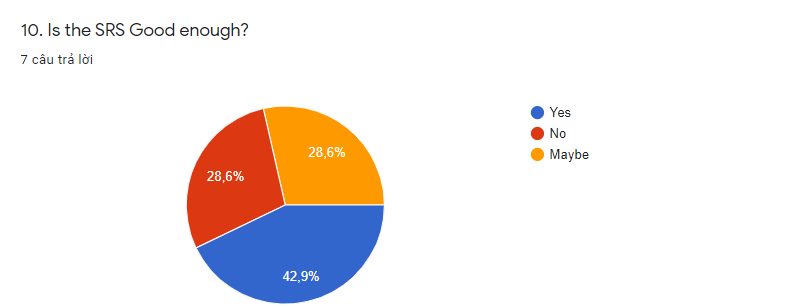 10. Is the SRS Good enough?
7 câu trả lời
Yes
No
Maybe
28,6%
28,6%
42,9%